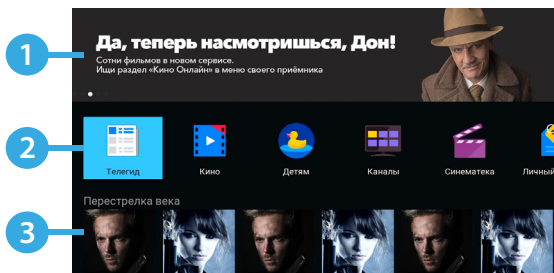 1
Да, теперь насмотришься, Дон!
Сотни фильмов в новом сервисе.
Ищи раздел «Кино Онлайн» в меню своего приёмника
2
Телегид Кино Детям Каналы Синематека Личный
Перестрелка века
3